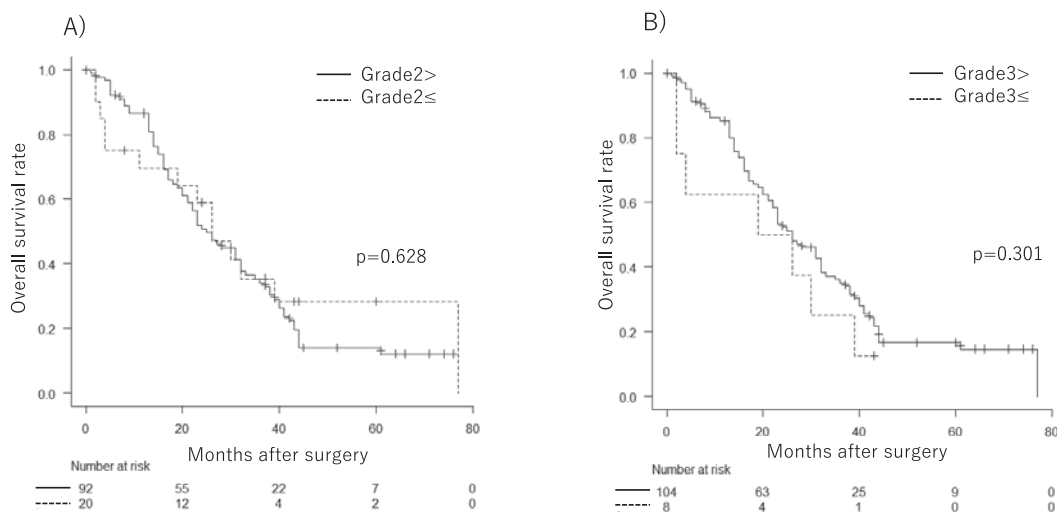 A)
Overall survival rate
1.0
0.8
0.6
0.4
0.2
0.0
Grade2>
Grade2≤
p=0.628
0 20 40 60 80
Months after surgery
Number at risk
92 55 22 7 0
20 12 4 2 0
B)
Overall survival rate
1.0
0.8
0.6
0.4
0.2
0.0
Grade3>
Grade3≤
p=0.301
0 20 40 60 80
Months after surgery
Number at risk
104 63 25 9 0
8 4 1 0 0